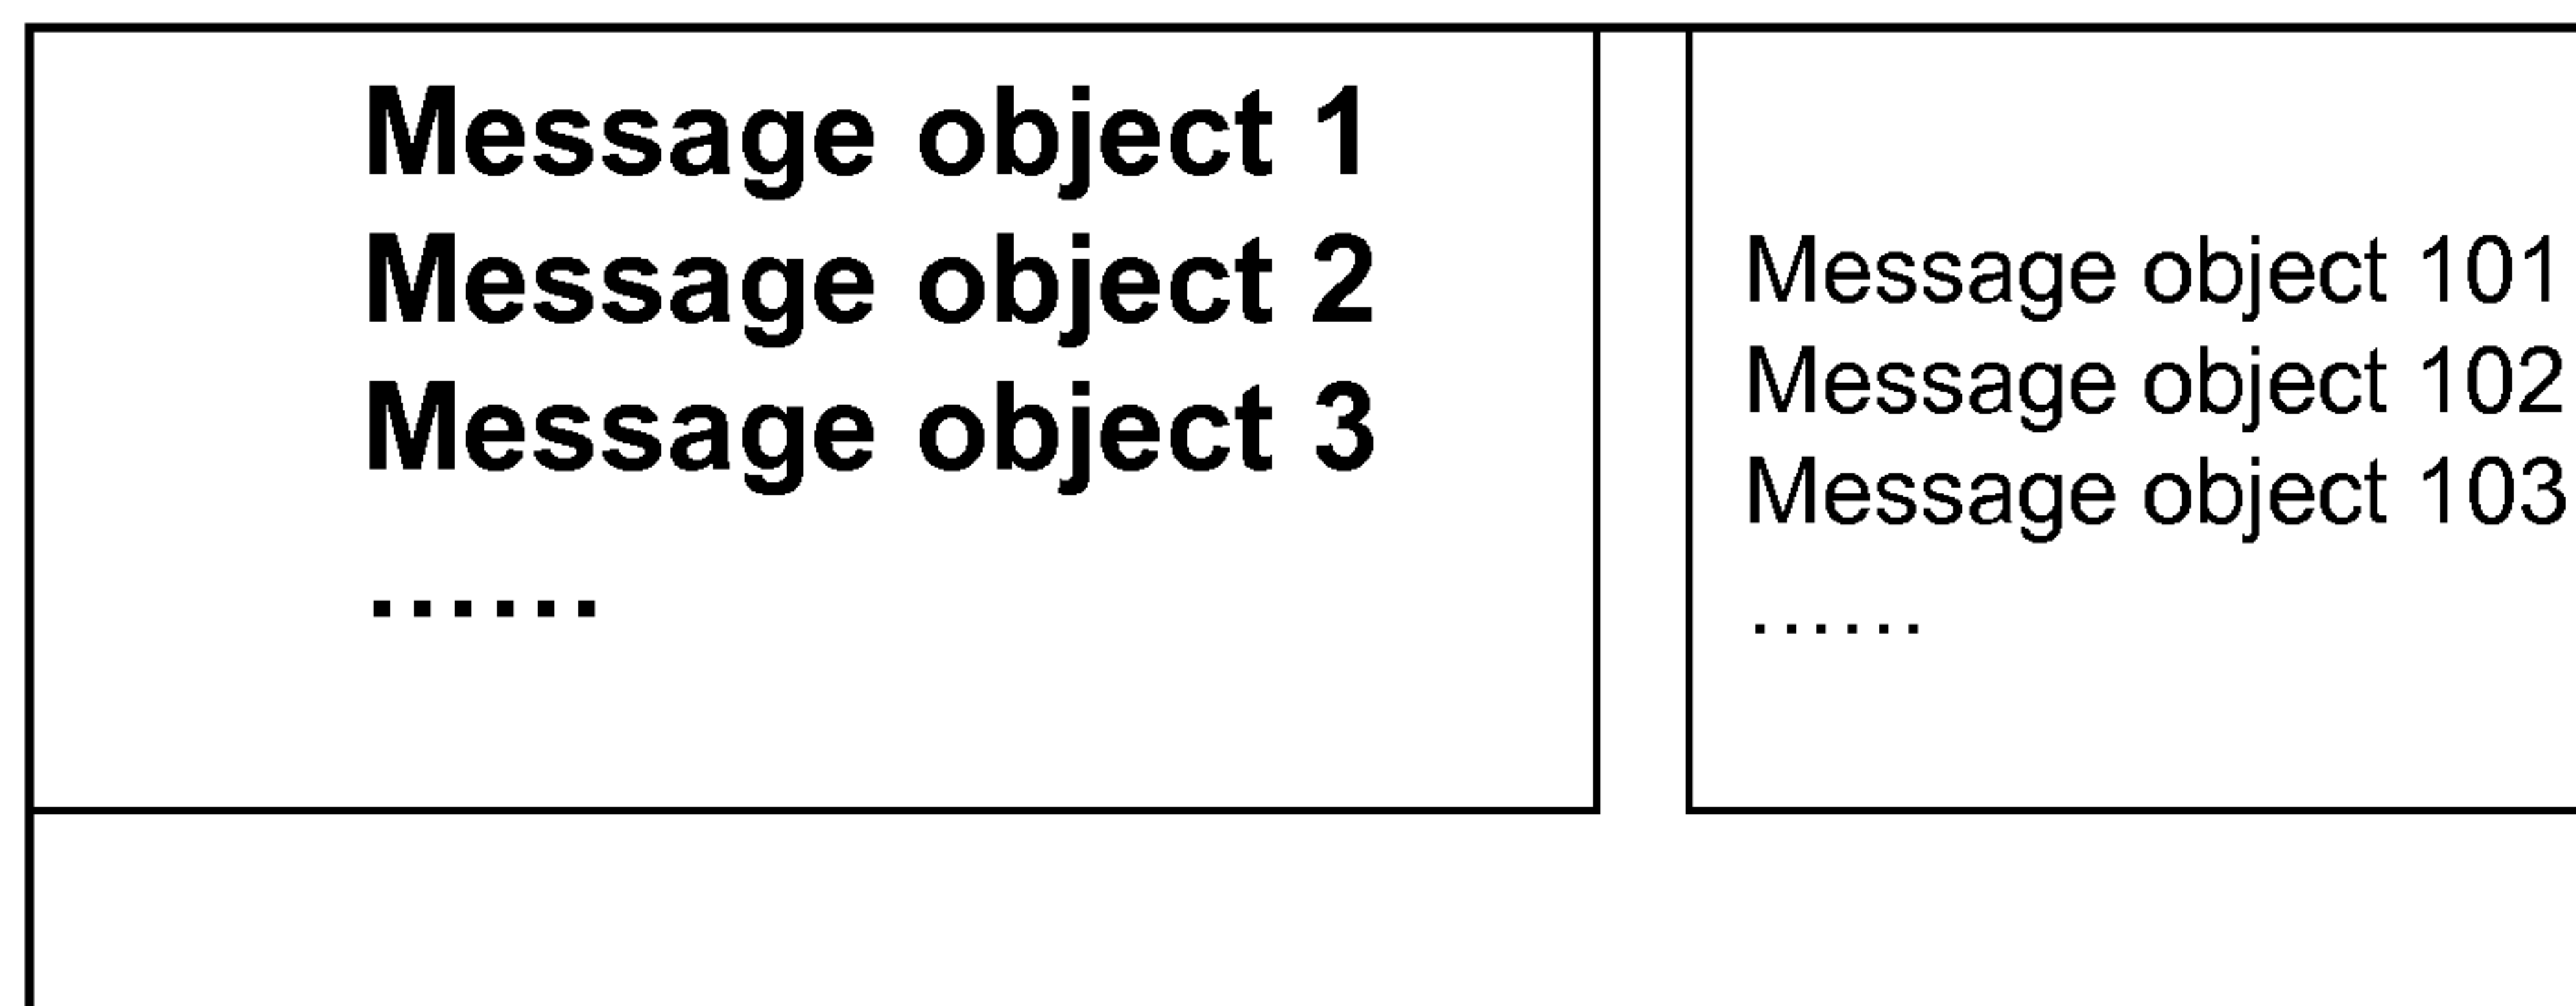 Message object 1
Message object 2
Message object 3
......
Message object 101
Message object 102
Message object 103
......